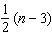 ½ (n − 3)